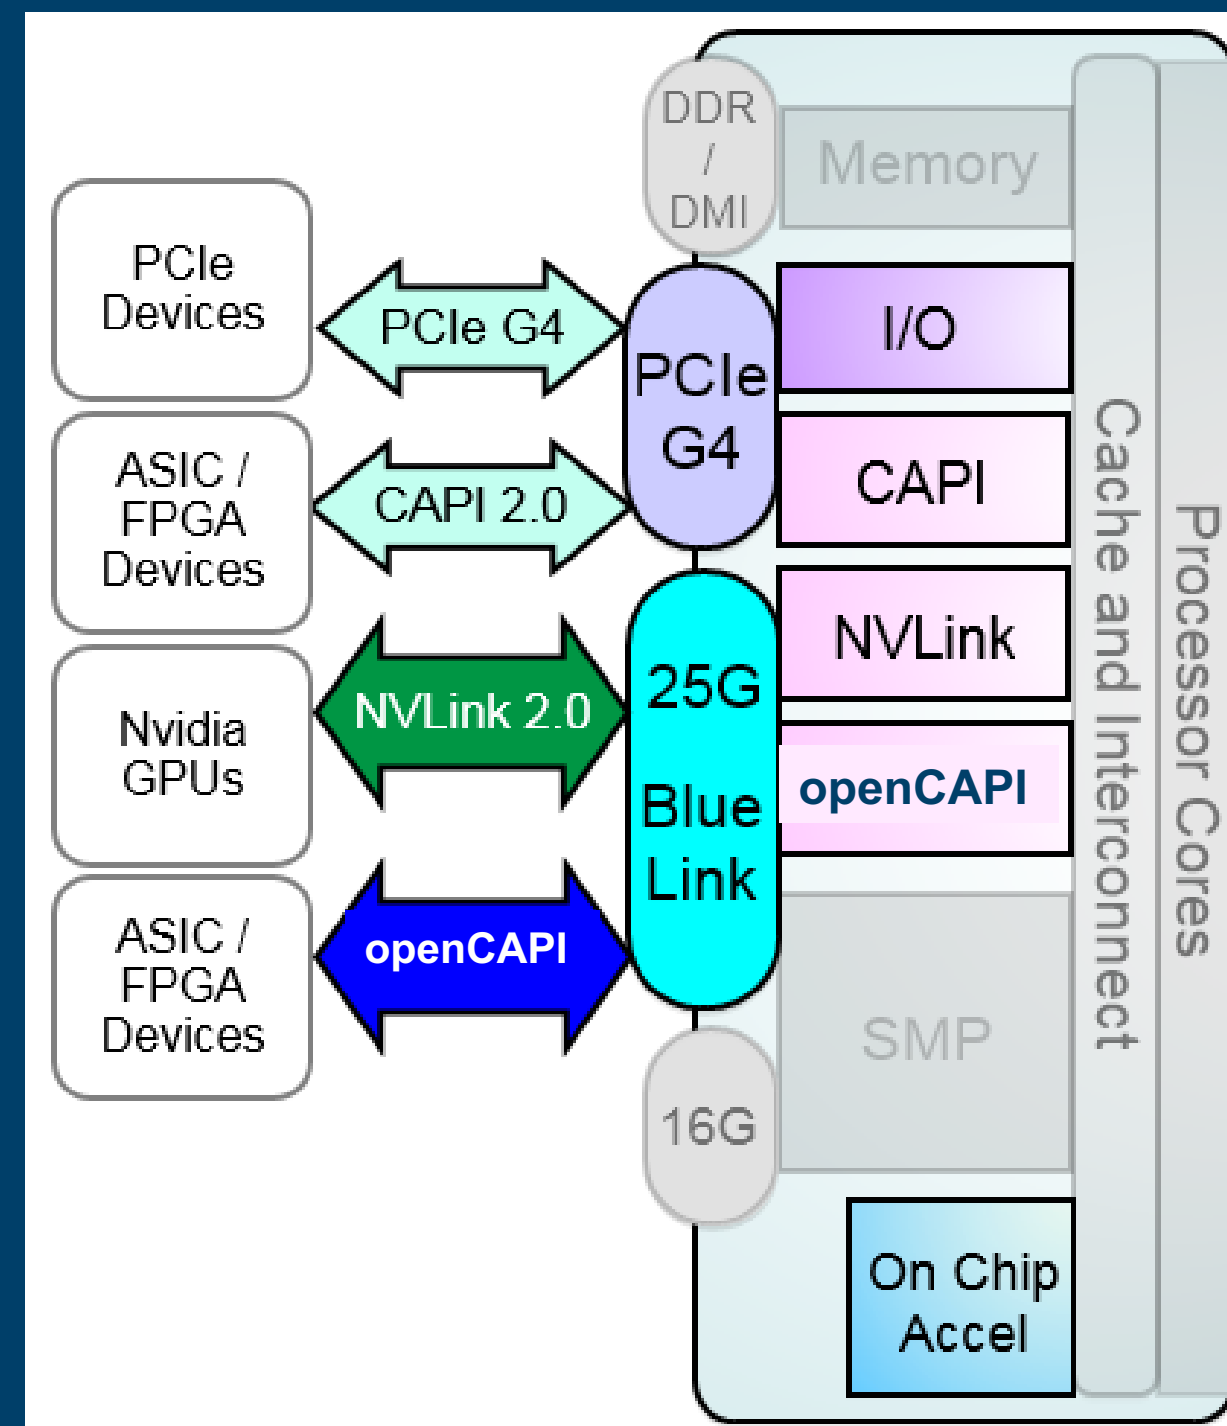 PCIe
Devices
ASIC /
FPGA
Devices
Nvidia
GPUs
ASIC /
FPGA
Devices
PCIe G4
CAPI 2.0
NVLink 2.0
openCAPI
DDR
/
DMI
PCIe
G4
25G
Blue
Link
16G
Memory
I/O
CAPI
NVLink
openCAPI
SMP
On Chip
Accel
Cache and Interconnect
Processor Cores